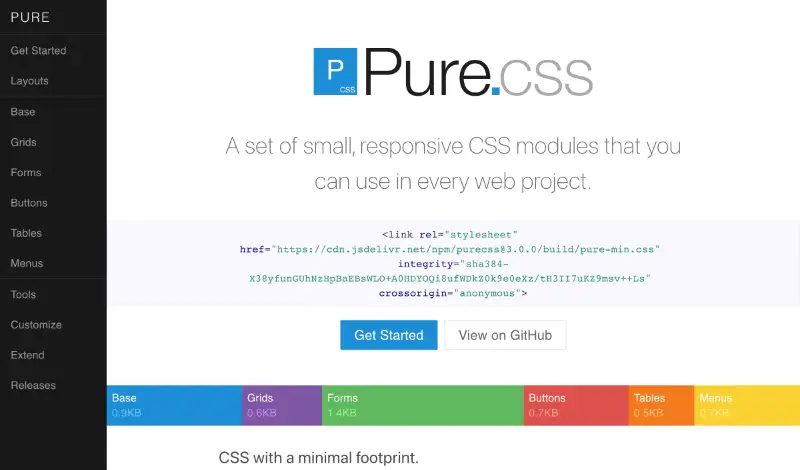 PURE
Get Started
Layouts
Base
Grids
Forms
Buttons
Tables
Menus
Tools
Customize
Extend
Releases
P
CSS
Pure.css
A set of small, responsive CSS modules that you
can use in every web project.
<link rel="stylesheet"
href="https://cdn.jsdelivr.net/npm/purecss@3.0.0/build/pure-min.css"
integrity="sha384-
X38yfunGUhNzHpBaEBsWLO+A0HDYOQi8ufWDkZ0k9e0eXz/tH3II7uKZ9msv++Ls"
crossorigin="anonymous">
Get Started
View on GitHub
Base
0.9KB
Grids
0.6KB
Forms
1.4KB
Buttons
0.7KB
Tables
0.5KB
Menus
0.7KB
CSS with a minimal footprint.